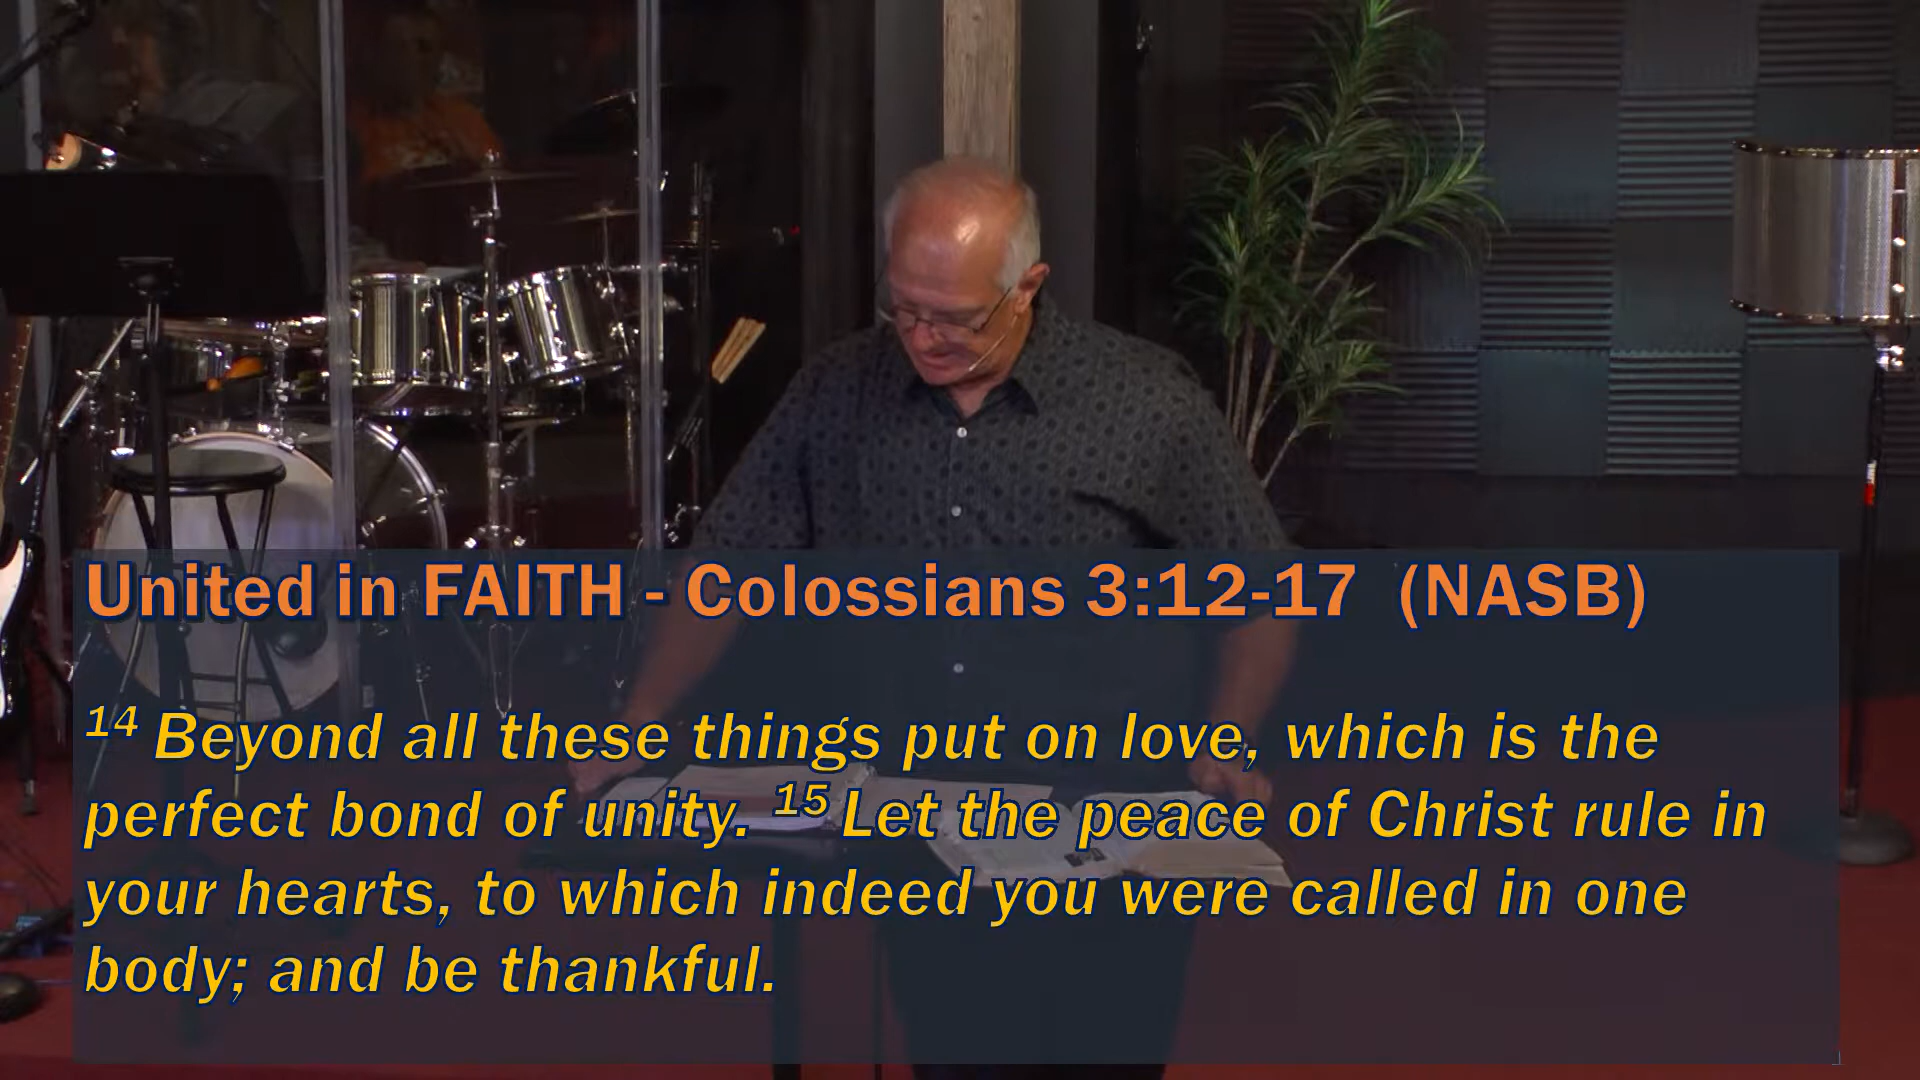 United in FAITH - Colossians 3:12-17 (NASB)
14 Beyond all these things put on love, which is the
perfect bond of unity. 15 Let the peace of Christ rule in
your hearts, to which indeed you were called in one
body; and be thankful.